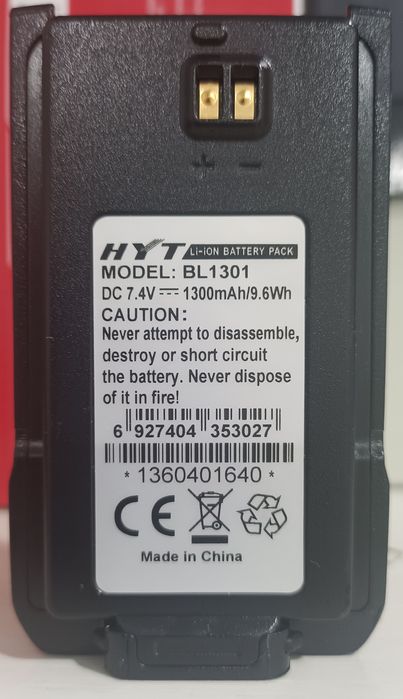 + −
HYT Li-ION BATTERY PACK
MODEL: BL1301
DC 7.4V ⎓ 1300mAh/9.6Wh
CAUTION:
Never attempt to disassemble,
destroy or short circuit
the battery. Never dispose
of it in fire!
6 927404 353027
* 1360401640 *
CE
Made in China